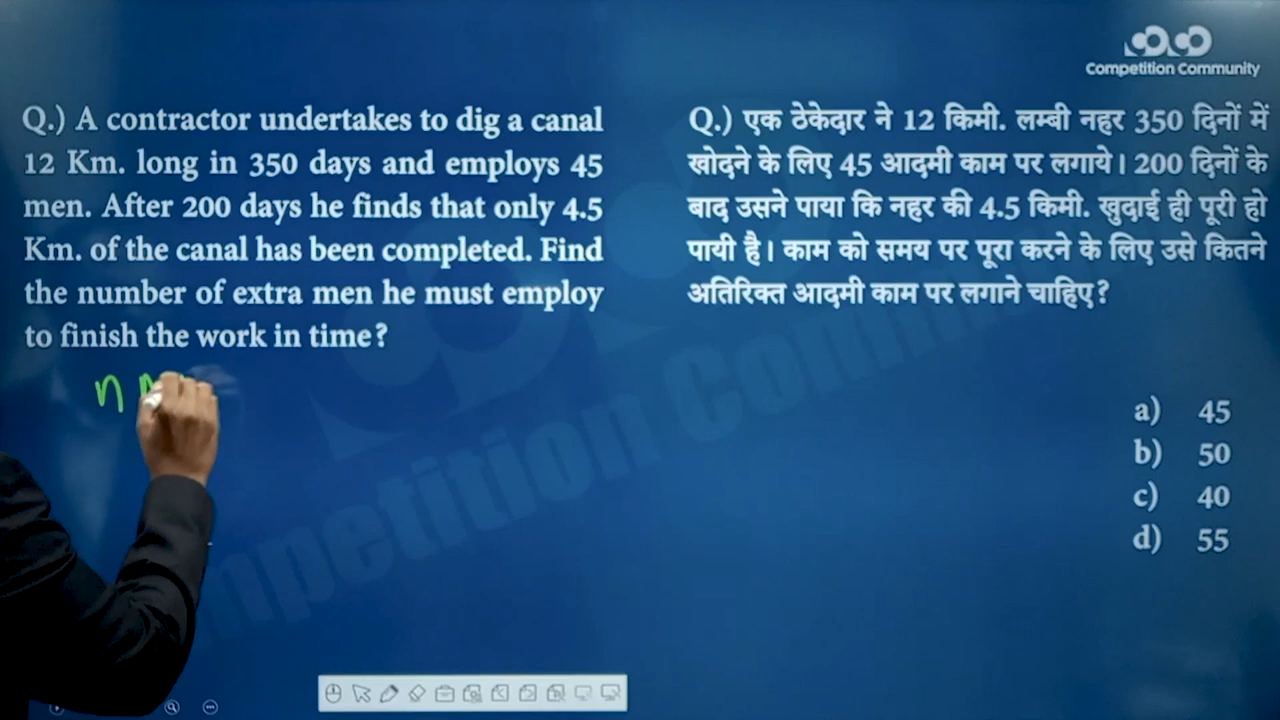 Competition Community
Q.) A contractor undertakes to dig a canal
12 Km. long in 350 days and employs 45
men. After 200 days he finds that only 4.5
Km. of the canal has been completed. Find
the number of extra men he must employ
to finish the work in time?
Q.) एक ठेकेदार ने 12 किमी. लम्बी नहर 350 दिनों में
खोदने के लिए 45 आदमी काम पर लगाये। 200 दिनों के
बाद उसने पाया कि नहर की 4.5 किमी. खुदाई ही पूरी हो
पायी है। काम को समय पर पूरा करने के लिए उसे कितने
अतिरिक्त आदमी काम पर लगाने चाहिए?
n
a) 45
b) 50
c) 40
d) 55